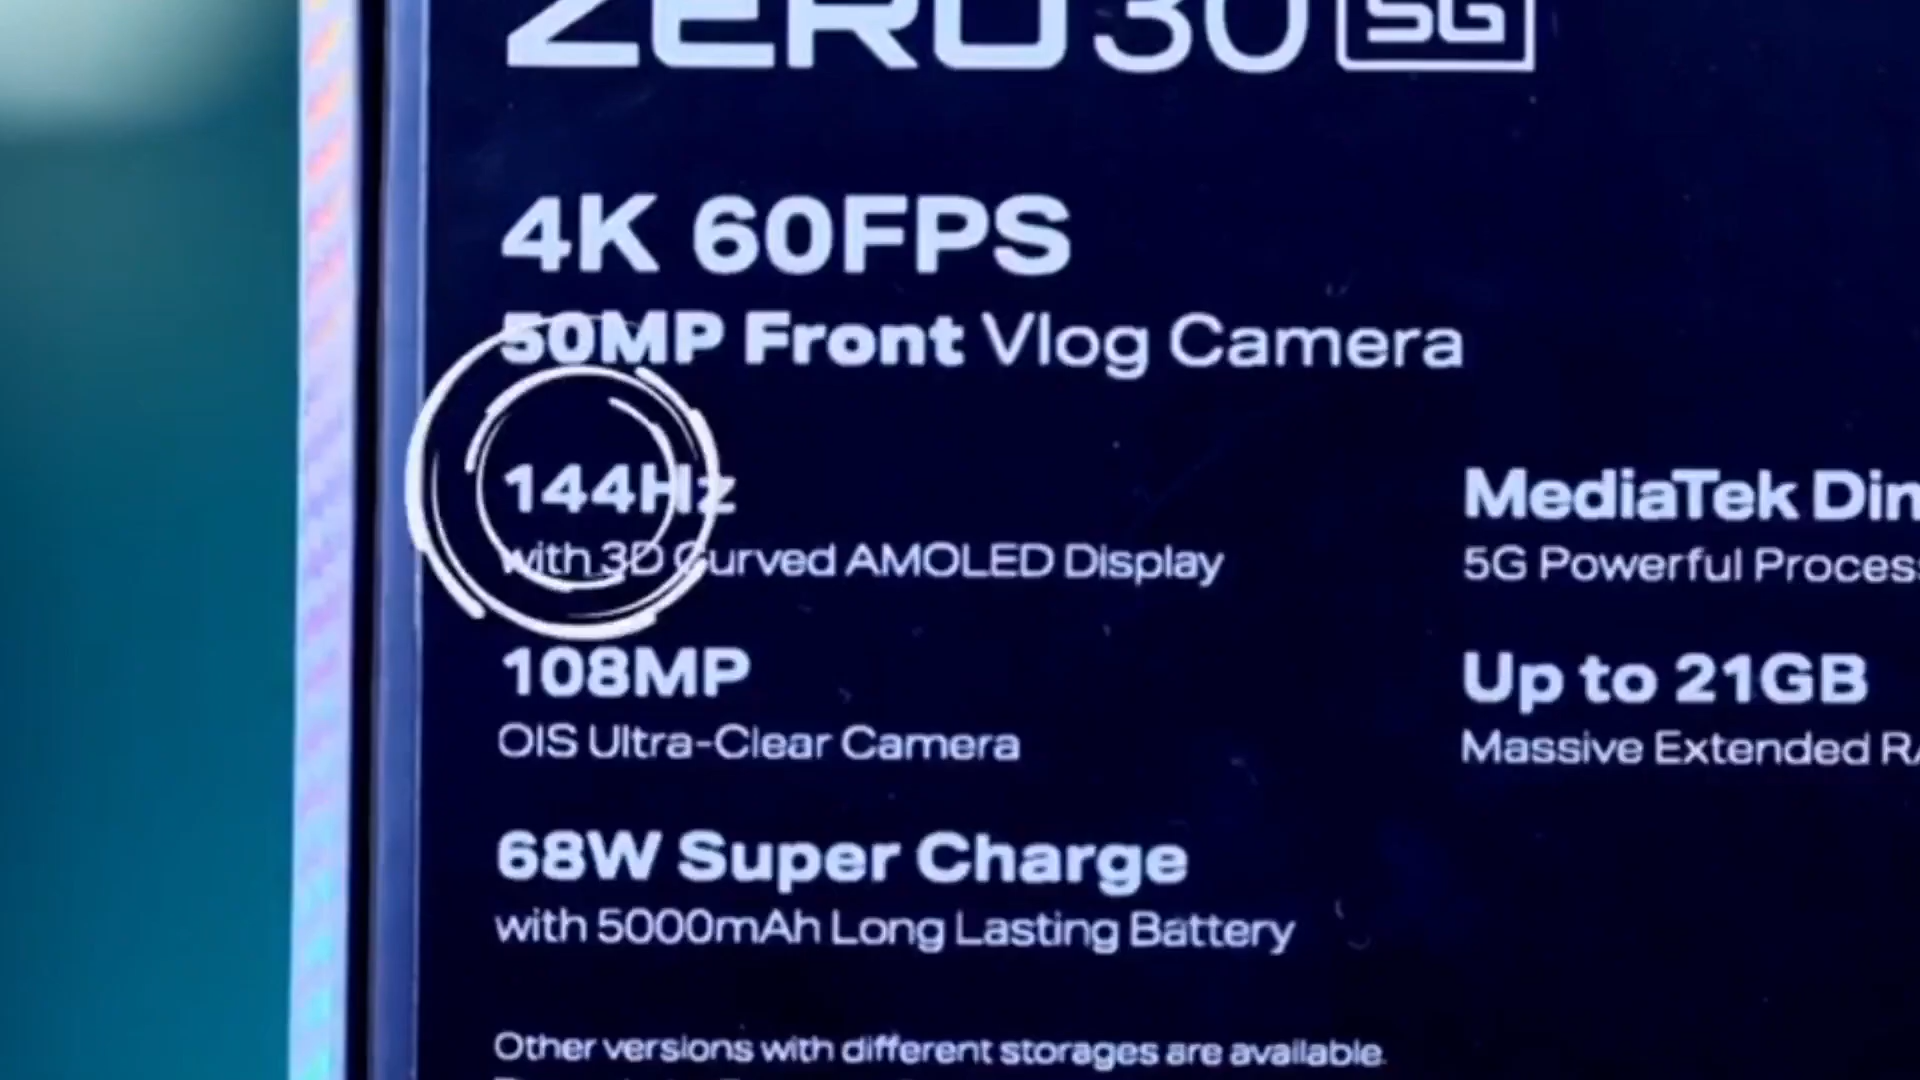 ZERO 30 5G
4K 60FPS
50MP Front Vlog Camera
144Hz
with 3D Curved AMOLED Display
MediaTek
5G Powerful
108MP
OIS Ultra-Clear Camera
Up to 21GB
Massive Extended
68W Super Charge
with 5000mAh Long Lasting Battery
Other versions with different storages are available.